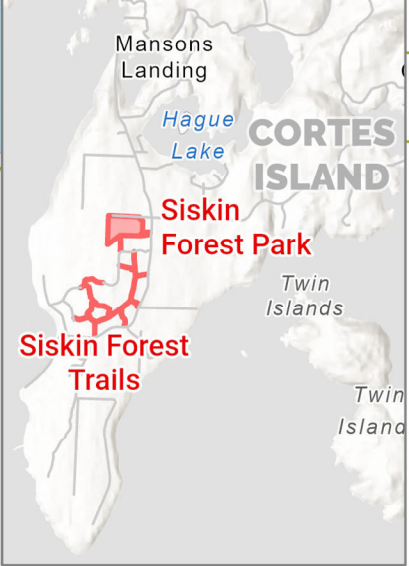 Mansons
Landing
Hague
Lake
CORTES
ISLAND
Siskin
Forest Park
Twin
Islands
Siskin Forest
Trails
Twin
Island